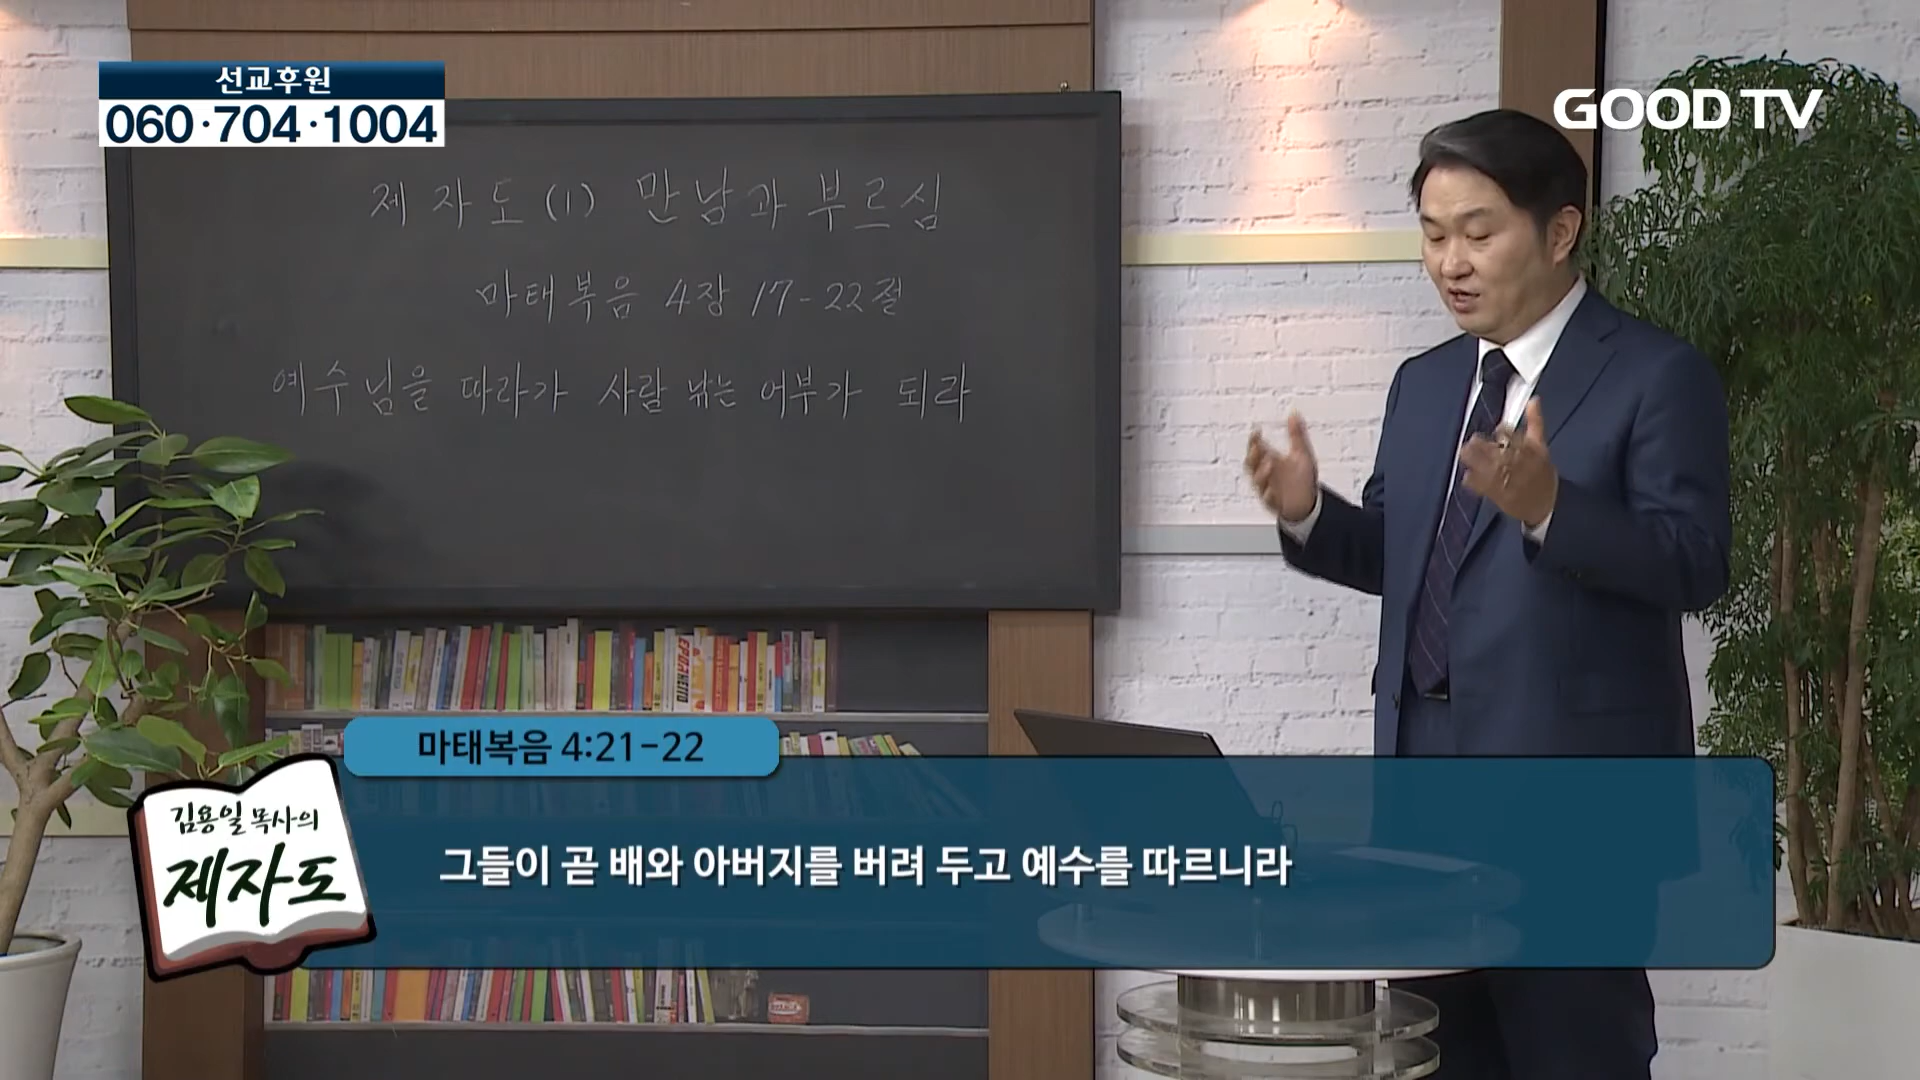 선교후원
060·704·1004
GOOD TV
제자도(1) 만남과 부르심
마태복음 4장 17-22절
예수님을 따라가 사람 낚는 어부가 되라
마태복음 4:21-22
김용일 목사의
제자도
그들이 곧 배와 아버지를 버려 두고 예수를 따르니라